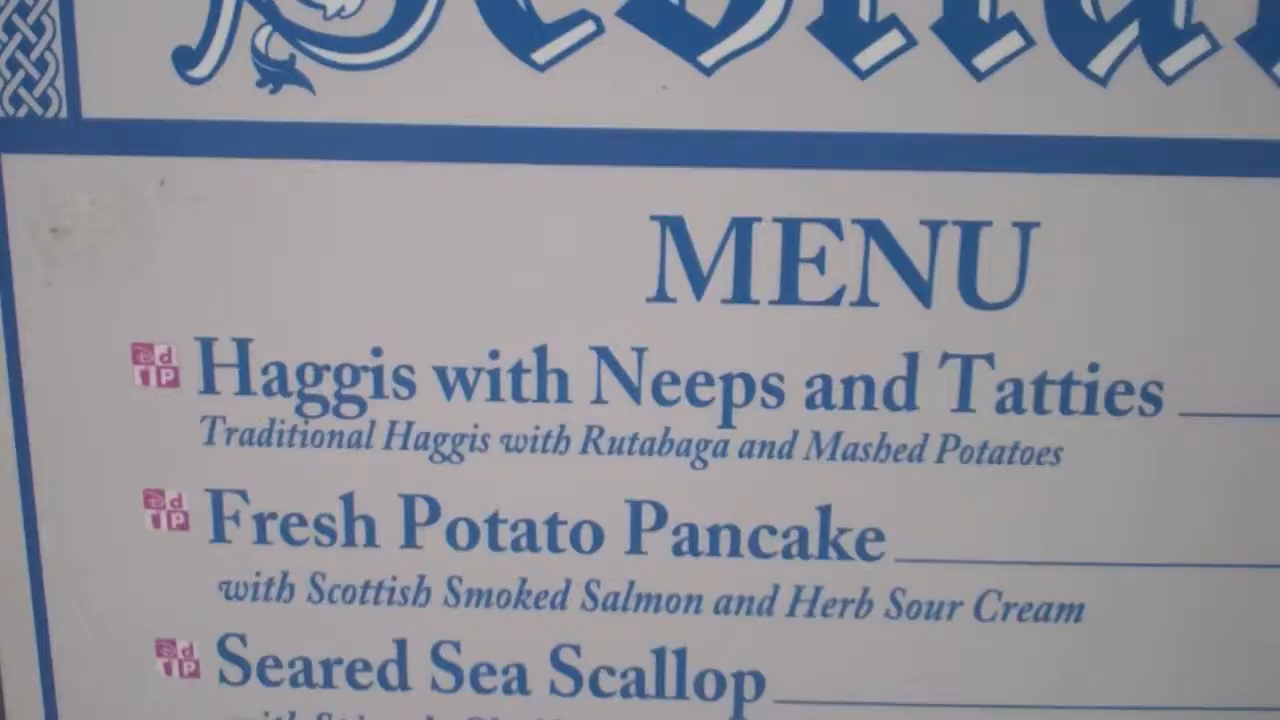 MENU
Haggis with Neeps and Tatties
Traditional Haggis with Rutabaga and Mashed Potatoes
Fresh Potato Pancake
with Scottish Smoked Salmon and Herb Sour Cream
Seared Sea Scallop